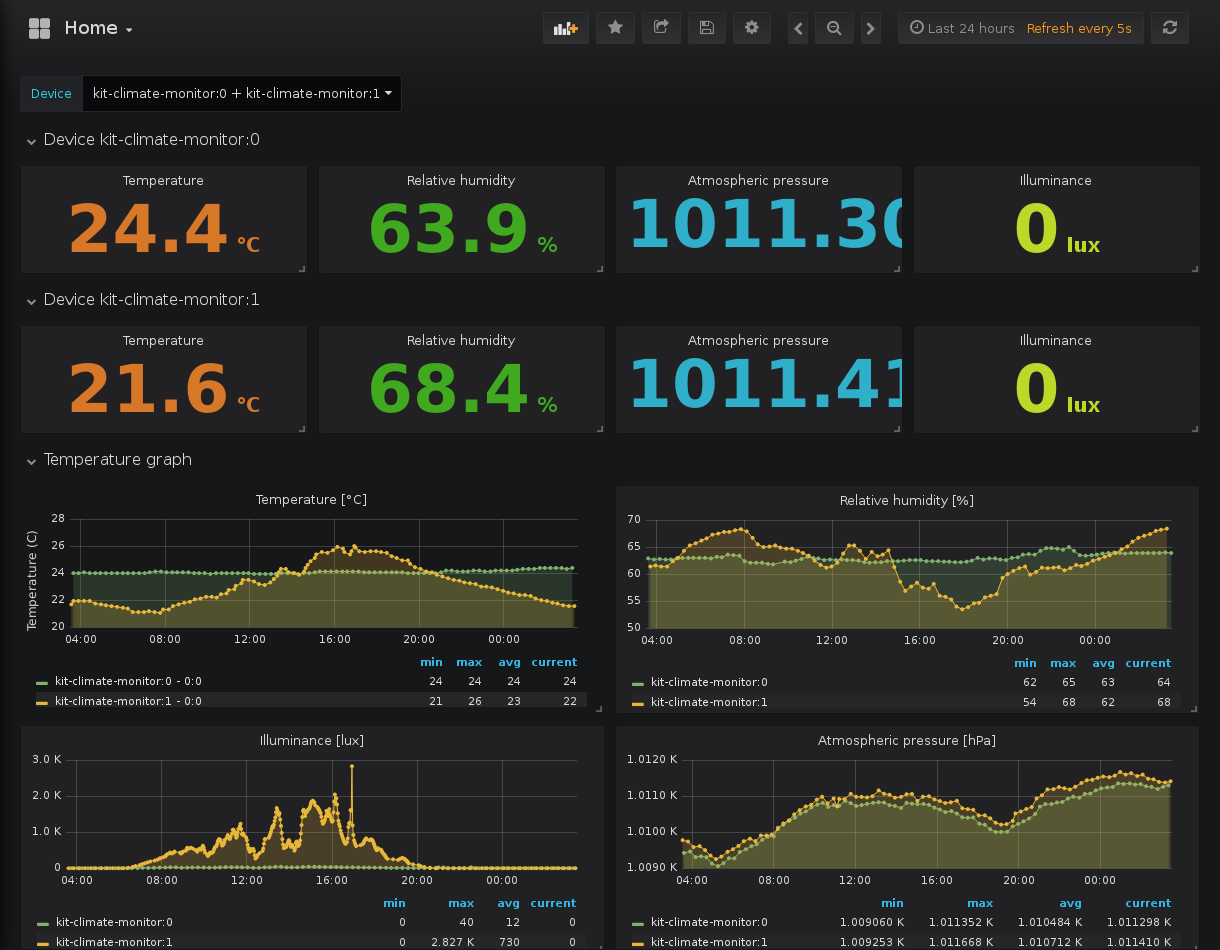 Home
Last 24 hours Refresh every 5s
Device kit-climate-monitor:0 + kit-climate-monitor:1
Device kit-climate-monitor:0
Temperature Relative humidity Atmospheric pressure Illuminance
24.4 °C 63.9 % 1011.30 0 lux
Device kit-climate-monitor:1
Temperature Relative humidity Atmospheric pressure Illuminance
21.6 °C 68.4 % 1011.41 0 lux
Temperature graph
Temperature [°C]
Temperature (C)
28
26
24
22
20
04:00 08:00 12:00 16:00 20:00 00:00
min max avg current
kit-climate-monitor:0 - 0:0 24 24 24 24
kit-climate-monitor:1 - 0:0 21 26 23 22
Relative humidity [%]
70
65
60
55
50
04:00 08:00 12:00 16:00 20:00 00:00
min max avg current
kit-climate-monitor:0 62 65 63 64
kit-climate-monitor:1 54 68 62 68
Illuminance [lux]
3.0 K
2.0 K
1.0 K
0
04:00 08:00 12:00 16:00 20:00 00:00
min max avg current
kit-climate-monitor:0 0 40 12 0
kit-climate-monitor:1 0 2.827 K 730 0
Atmospheric pressure [hPa]
1.0120 K
1.0110 K
1.0100 K
1.0090 K
04:00 08:00 12:00 16:00 20:00 00:00
min max avg current
kit-climate-monitor:0 1.009060 K 1.011352 K 1.010484 K 1.011298 K
kit-climate-monitor:1 1.009253 K 1.011668 K 1.010712 K 1.011410 K